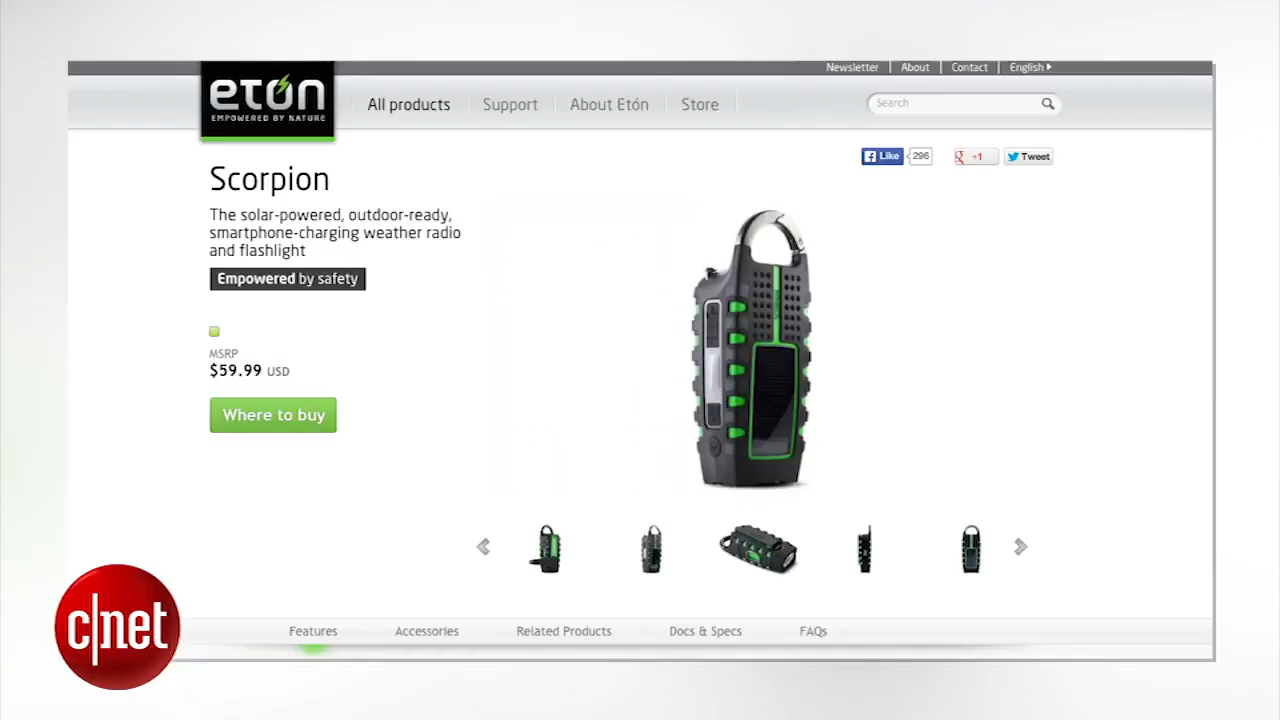 Newsletter About Contact English
etón
EMPOWERED BY NATURE
All products Support About Etón Store
Search
Like 296 +1 Tweet
Scorpion
The solar-powered, outdoor-ready,
smartphone-charging weather radio
and flashlight
Empowered by safety
MSRP
$59.99 USD
Where to buy
Features Accessories Related Products Docs & Specs FAQs
c|net